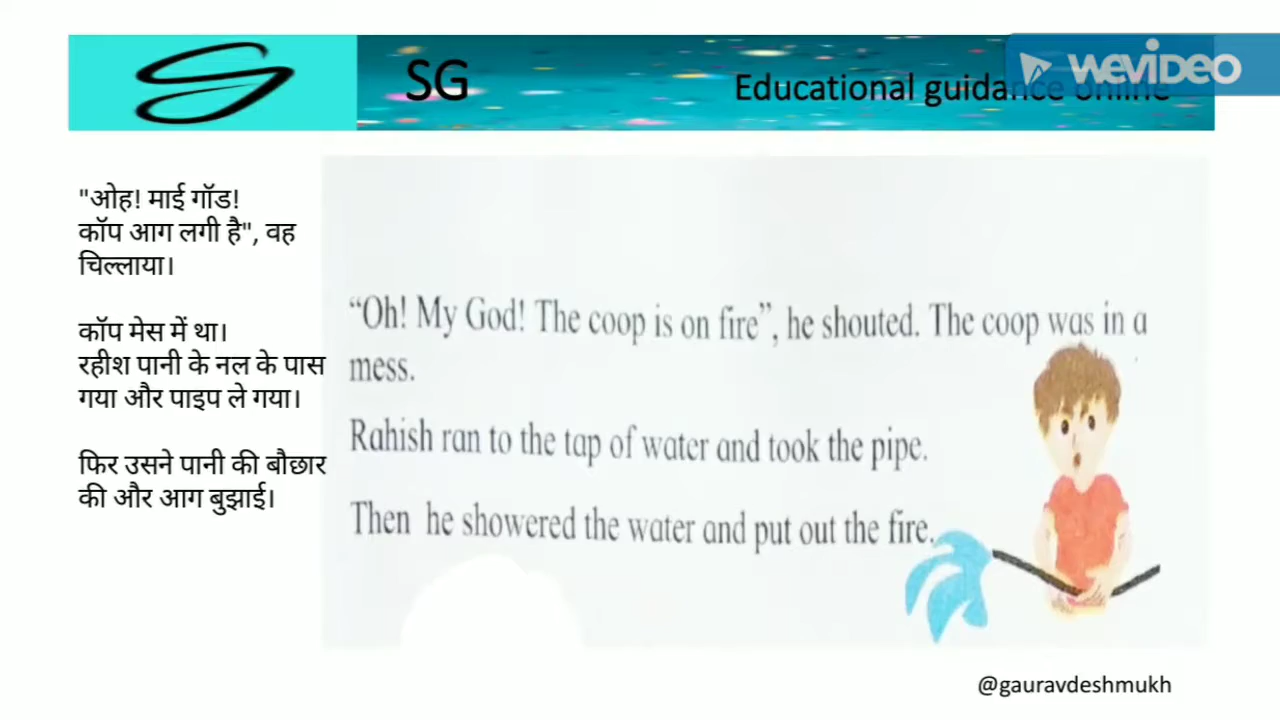 SG
Educational guidance online
WEVIDEO
"ओह! माई गॉड!
कॉप आग लगी है", वह
चिल्लाया।
कॉप मेस में था।
रहीश पानी के नल के पास
गया और पाइप ले गया।
फिर उसने पानी की बौछार
की और आग बुझाई।
“Oh! My God! The coop is on fire”, he shouted. The coop was in a
mess.
Rahish ran to the tap of water and took the pipe.
Then he showered the water and put out the fire.
@gauravdeshmukh